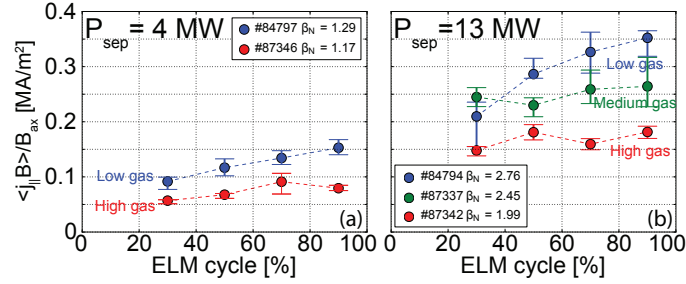 P_sep = 4 MW
#84797 β_N = 1.29
#87346 β_N = 1.17
<j_||B>/B_ax [MA/m²]
0.4
0.3
0.2
0.1
0
Low gas
High gas
(a)
0 20 40 60 80 100
ELM cycle [%]
P_sep =13 MW
Low gas
Medium gas
High gas
#84794 β_N = 2.76
#87337 β_N = 2.45
#87342 β_N = 1.99
(b)
0 20 40 60 80 100
ELM cycle [%]